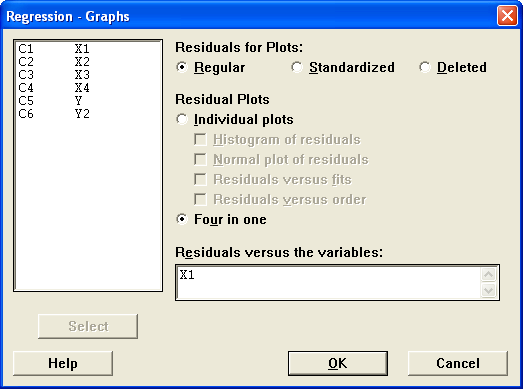 Regression - Graphs
C1 X1
C2 X2
C3 X3
C4 X4
C5 Y
C6 Y2
Residuals for Plots:
Regular Standardized Deleted
Residual Plots
Individual plots
Histogram of residuals
Normal plot of residuals
Residuals versus fits
Residuals versus order
Four in one
Residuals versus the variables:
X1
Select
Help OK Cancel